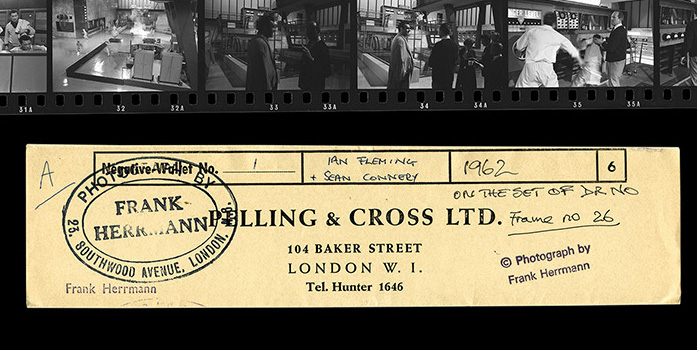 31A 32 32A 33 33A 34 34A 35 35A
A
Negative Wallet No. 1
IAN FLEMING
+ SEAN CONNERY
1962
6
ON THE SET OF DR NO
PHOTOGRAPH BY
FRANK
HERRMANN
23, SOUTHWOOD AVENUE, LONDON, N.6.
PELLING & CROSS LTD.
Frame no 26
104 BAKER STREET
LONDON W. I.
Tel. Hunter 1646
© Photograph by
Frank Herrmann
Frank Herrmann